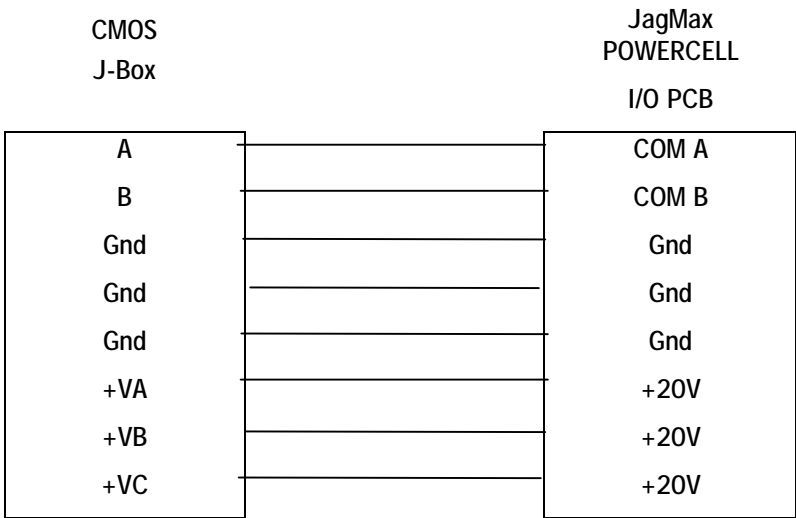 CMOS
J-Box
JagMax
POWERCELL
I/O PCB
A COM A
B COM B
Gnd Gnd
Gnd Gnd
Gnd Gnd
+VA +20V
+VB +20V
+VC +20V